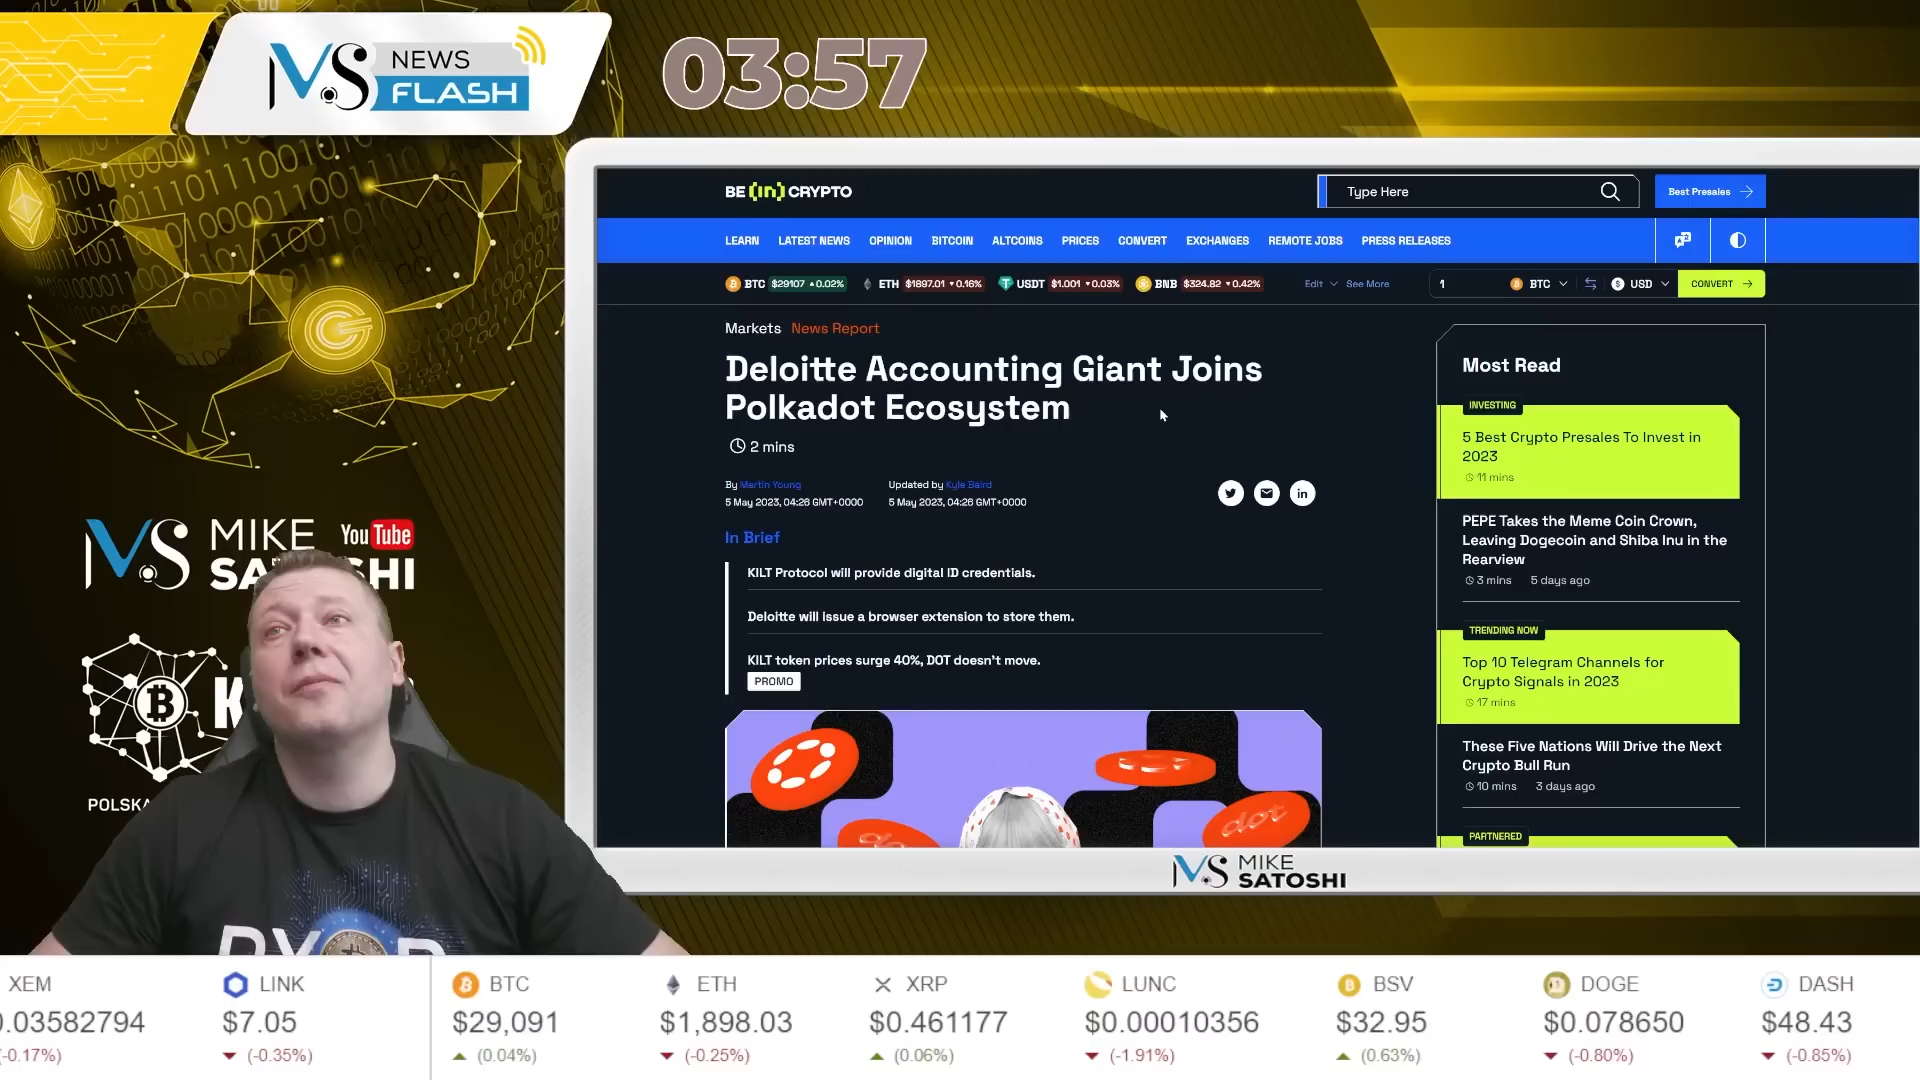 NEWS
FLASH
03:57
BE [in] CRYPTO
Type Here
Best Presales
LEARN LATEST NEWS OPINION BITCOIN ALTCOINS PRICES CONVERT EXCHANGES REMOTE JOBS PRESS RELEASES
BTC $29107 0.02% ETH $1897.01 0.16% USDT $1.001 0.03% BNB $324.82 0.42% Edit See More 1 BTC USD CONVERT
Markets News Report
Deloitte Accounting Giant Joins
Polkadot Ecosystem
2 mins
By Martin Young Updated by Kyle Baird
5 May 2023, 04:26 GMT+0000 5 May 2023, 04:26 GMT+0000
In Brief
KILT Protocol will provide digital ID credentials.
Deloitte will issue a browser extension to store them.
KILT token prices surge 40%, DOT doesn't move.
PROMO
dot
Most Read
INVESTING
5 Best Crypto Presales To Invest in
2023
11 mins
PEPE Takes the Meme Coin Crown,
Leaving Dogecoin and Shiba Inu in the
Rearview
3 mins 5 days ago
TRENDING NOW
Top 10 Telegram Channels for
Crypto Signals in 2023
17 mins
These Five Nations Will Drive the Next
Crypto Bull Run
10 mins 3 days ago
PARTNERED
MS MIKE
SATOSHI
MS MIKE YouTube
POLSKA
XEM LINK BTC ETH XRP LUNC BSV DOGE DASH
0.03582794 $7.05 $29,091 $1,898.03 $0.461177 $0.00010356 $32.95 $0.078650 $48.43
(-0.17%) (-0.35%) (0.04%) (-0.25%) (0.06%) (-1.91%) (0.63%) (-0.80%) (-0.85%)